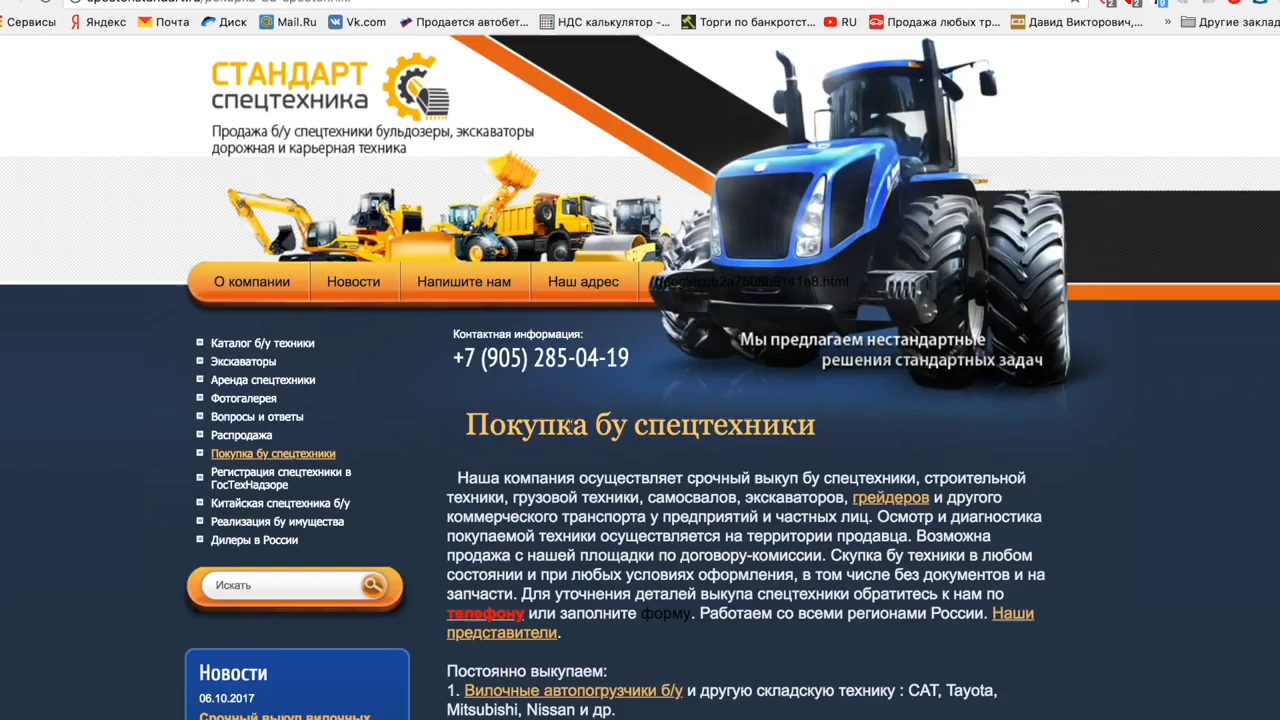 Сервисы Яндекс Почта Диск Mail.Ru Vk.com Продается автобет... НДС калькулятор -... Торги по банкротст... RU Продажа любых тр... Давид Викторович,... » Другие заклад
СТАНДАРТ
спецтехника
Продажа б/у спецтехники бульдозеры, экскаваторы
дорожная и карьерная техника
О компании Новости Напишите нам Наш адрес
Мы предлагаем нестандартные
решения стандартных задач
Контактная информация:
+7 (905) 285-04-19
Каталог б/у техники
Экскаваторы
Аренда спецтехники
Фотогалерея
Вопросы и ответы
Распродажа
Покупка бу спецтехники
Регистрация спецтехники в
ГосТехНадзоре
Китайская спецтехника б/у
Реализация бу имущества
Дилеры в России
Искать
Новости
06.10.2017
Срочный выкуп вилочных
Покупка бу спецтехники
Наша компания осуществляет срочный выкуп бу спецтехники, строительной
техники, грузовой техники, самосвалов, экскаваторов, грейдеров и другого
коммерческого транспорта у предприятий и частных лиц. Осмотр и диагностика
покупаемой техники осуществляется на территории продавца. Возможна
продажа с нашей площадки по договору-комиссии. Скупка бу техники в любом
состоянии и при любых условиях оформления, в том числе без документов и на
запчасти. Для уточнения деталей выкупа спецтехники обратитесь к нам по
телефону или заполните форму. Работаем со всеми регионами России. Наши
представители.
Постоянно выкупаем:
1. Вилочные автопогрузчики б/у и другую складскую технику : CAT, Tayota,
Mitsubishi, Nissan и др.